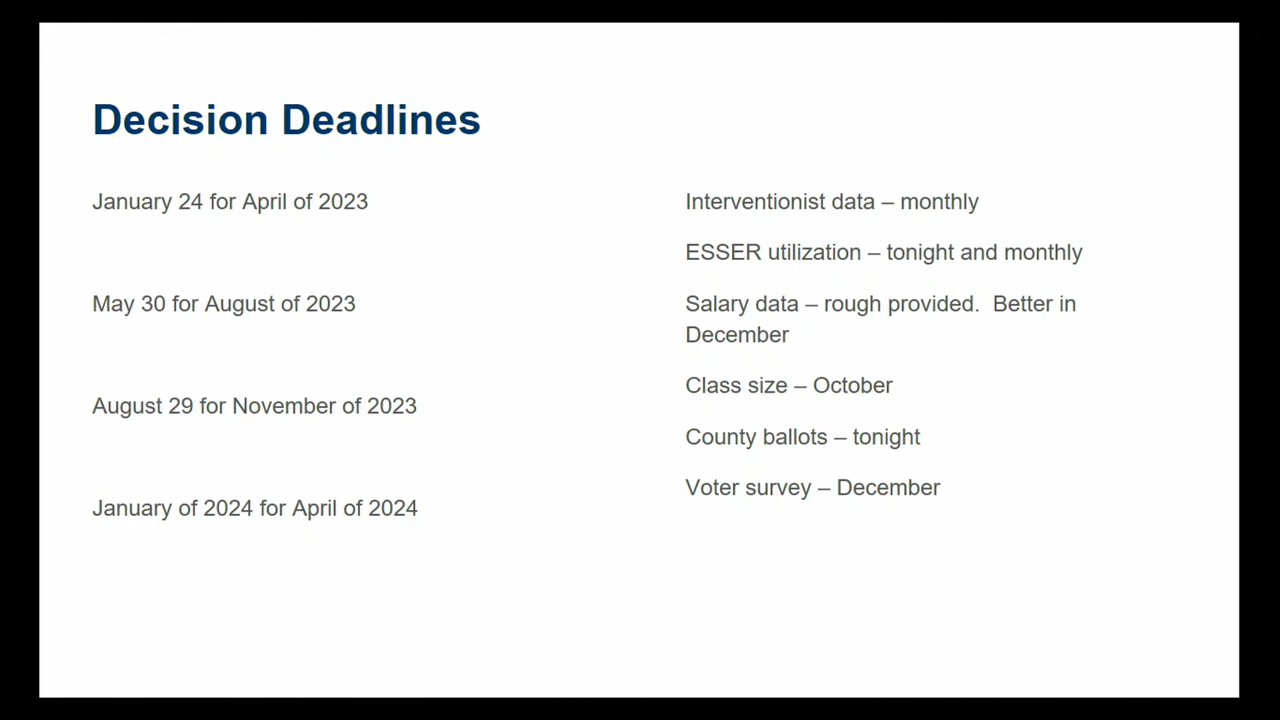 Decision Deadlines
January 24 for April of 2023
May 30 for August of 2023
August 29 for November of 2023
January of 2024 for April of 2024
Interventionist data – monthly
ESSER utilization – tonight and monthly
Salary data – rough provided.  Better in
December
Class size – October
County ballots – tonight
Voter survey – December